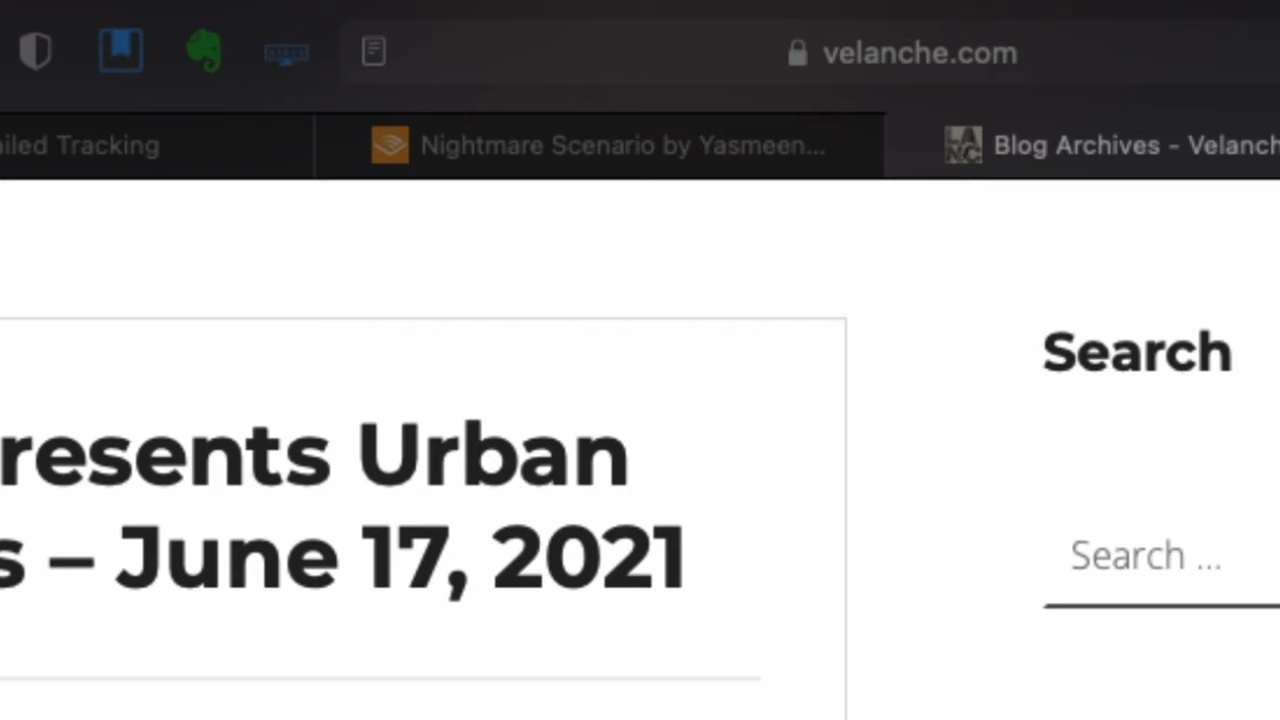 velanche.com
iled Tracking
Nightmare Scenario by Yasmeen...
Blog Archives - Velanch
Search
resents Urban
s – June 17, 2021
Search ...